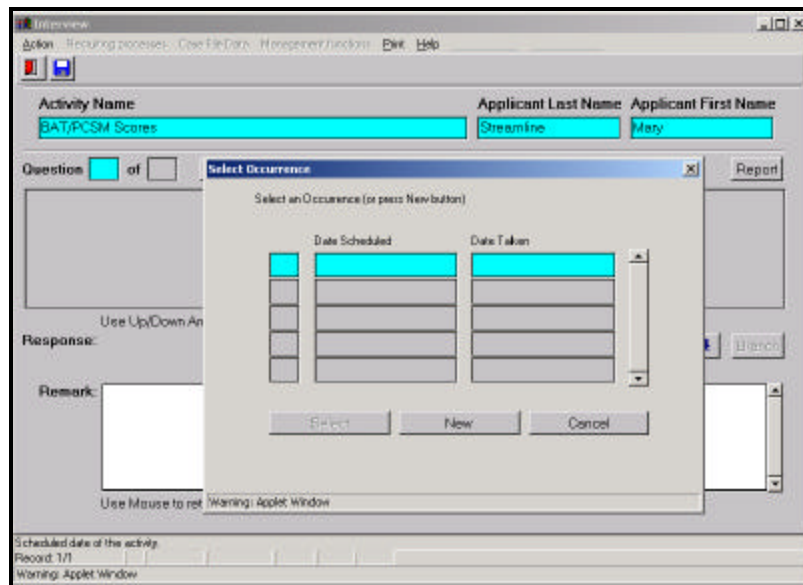 Interview
Action Recruiting processes Case File Data Management functions Print Help
Activity Name Applicant Last Name Applicant First Name
BAT/PCSM Scores Streamline Mary
Question of Report
Select Occurrence
Select an Occurrence (or press New button)
Date Scheduled Date Taken
Use Up/Down An
Response: Branch
Remark:
Select New Cancel
Use Mouse to ret
Warning: Applet Window
Scheduled date of the activity.
Record: 1/1
Warning: Applet Window